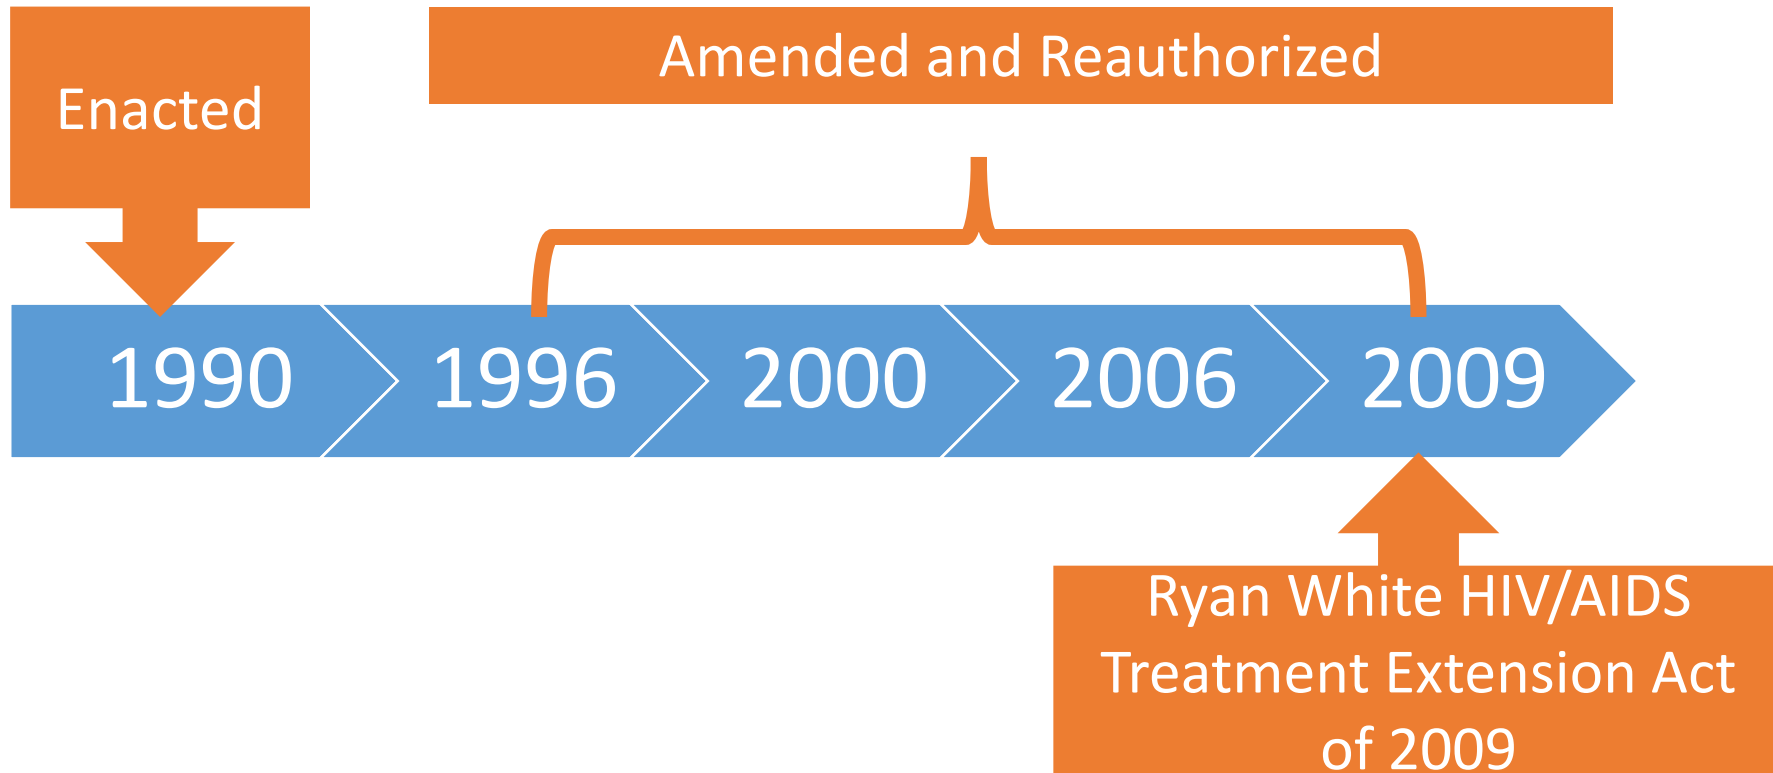 Enacted
Amended and Reauthorized
1990
1996
2000
2006
2009
Ryan White HIV/AIDS
Treatment Extension Act
of 2009